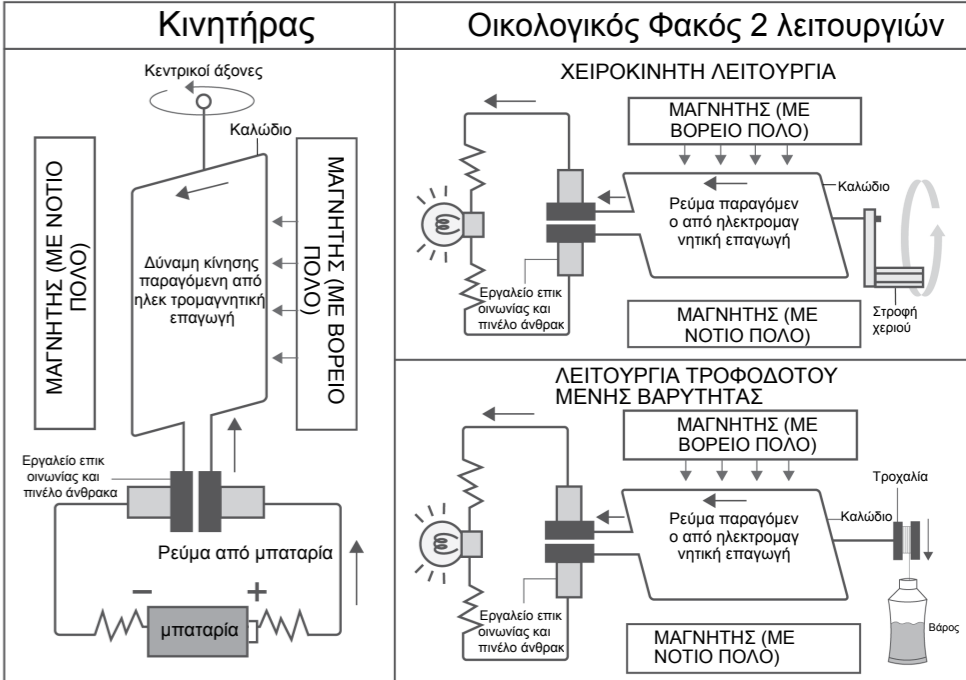 Κινητήρας
Κεντρικοί άξονες
Καλώδιο
ΜΑΓΝΗΤΗΣ (ΜΕ ΝΟΤΙΟ
ΠΟΛΟ)
Δύναμη κίνησης
παραγόμενη από
ηλεκ τρομαγνητική
επαγωγή
ΜΑΓΝΗΤΗΣ (ΜΕ ΒΟΡΕΙΟ
ΠΟΛΟ)
Εργαλείο επικ
οινωνίας και
πινέλο άνθρακα
Ρεύμα από μπαταρία
− +
μπαταρία
Οικολογικός Φακός 2 λειτουργιών
ΧΕΙΡΟΚΙΝΗΤΗ ΛΕΙΤΟΥΡΓΙΑ
ΜΑΓΝΗΤΗΣ (ΜΕ
ΒΟΡΕΙΟ ΠΟΛΟ)
Καλώδιο
Ρεύμα παραγόμεν
ο από ηλεκτρομαγ
νητική επαγωγή
Εργαλείο επικ
οινωνίας και
πινέλο άνθρακ
Στροφή
χεριού
ΜΑΓΝΗΤΗΣ (ΜΕ
ΝΟΤΙΟ ΠΟΛΟ)
ΛΕΙΤΟΥΡΓΙΑ ΤΡΟΦΟΔΟΤΟΥ
ΜΕΝΗΣ ΒΑΡΥΤΗΤΑΣ
ΜΑΓΝΗΤΗΣ (ΜΕ
ΒΟΡΕΙΟ ΠΟΛΟ)
Τροχαλία
Καλώδιο
Ρεύμα παραγόμεν
ο από ηλεκτρομαγ
νητική επαγωγή
Εργαλείο επικ
οινωνίας και
πινέλο άνθρακ
Βάρος
ΜΑΓΝΗΤΗΣ (ΜΕ
ΝΟΤΙΟ ΠΟΛΟ)